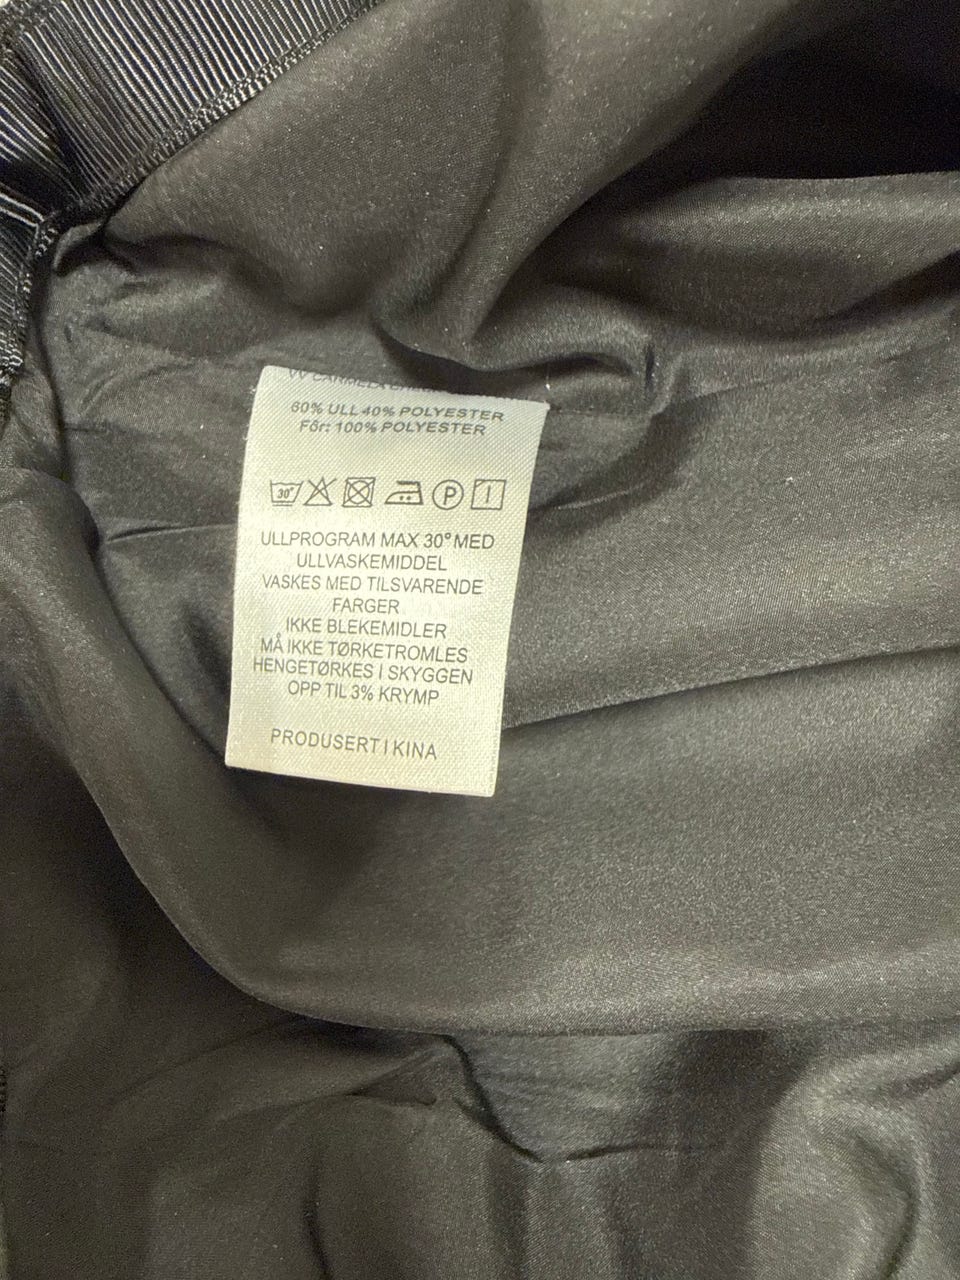 60% ULL 40% POLYESTER
Fôr: 100% POLYESTER
30°
P
ULLPROGRAM MAX 30° MED
ULLVASKEMIDDEL
VASKES MED TILSVARENDE
FARGER
IKKE BLEKEMIDLER
MÅ IKKE TØRKETROMLES
HENGETØRKES I SKYGGEN
OPP TIL 3% KRYMP
PRODUSERT I KINA